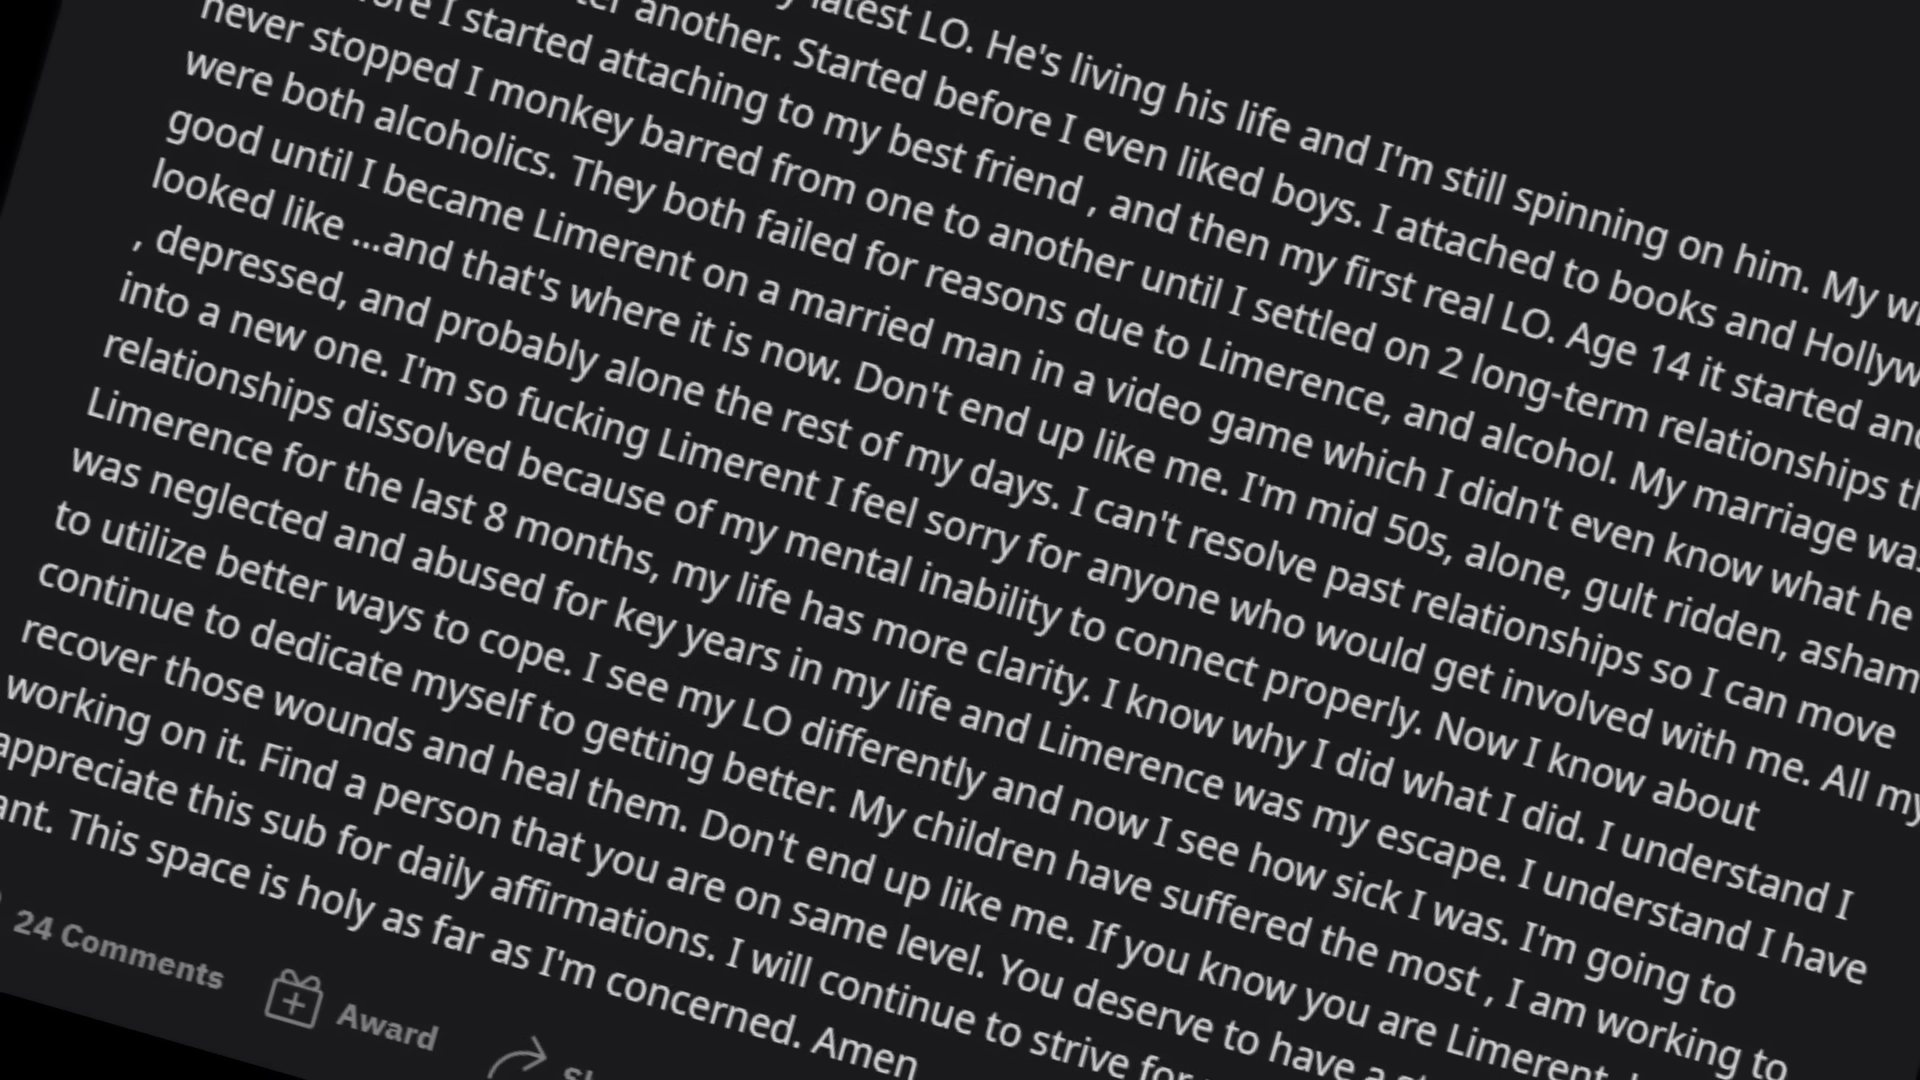 latest LO. He's living his life and I'm still spinning on him. My
another. Started before I even liked boys. I attached to books and Hollyw
I started attaching to my best friend , and then my first real LO. Age 14 it started and
never stopped I monkey barred from one to another until I settled on 2 long-term relationships th
were both alcoholics. They both failed for reasons due to Limerence, and alcohol. My marriage was
good until I became Limerent on a married man in a video game which I didn't even know what he
looked like ...and that's where it is now. Don't end up like me. I'm mid 50s, alone, gult ridden, asham
, depressed, and probably alone the rest of my days. I can't resolve past relationships so I can move
into a new one. I'm so fucking Limerent I feel sorry for anyone who would get involved with me. All my
relationships dissolved because of my mental inability to connect properly. Now I know about
Limerence for the last 8 months, my life has more clarity. I know why I did what I did. I understand I
was neglected and abused for key years in my life and Limerence was my escape. I understand I have
to utilize better ways to cope. I see my LO differently and now I see how sick I was. I'm going to
continue to dedicate myself to getting better. My children have suffered the most , I am working to
recover those wounds and heal them. Don't end up like me. If you know you are Limerent,
working on it. Find a person that you are on same level. You deserve to have a
appreciate this sub for daily affirmations. I will continue to strive for
ant. This space is holy as far as I'm concerned. Amen
24 Comments Award